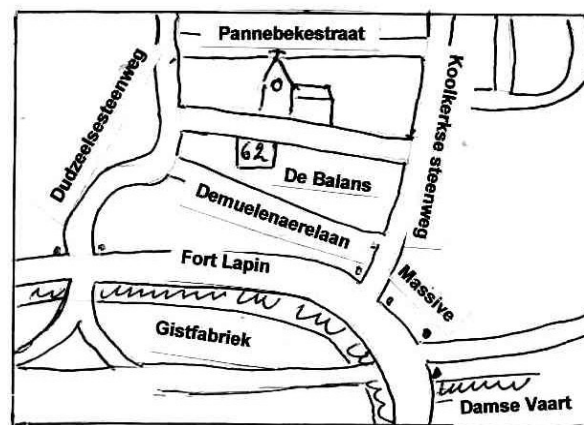 Pannebekestraat
Dudzeelsesteenweg
Koolkerkse steenweg
62
De Balans
Demuelenaerelaan
Fort Lapin
Massive
Gistfabriek
Damse Vaart